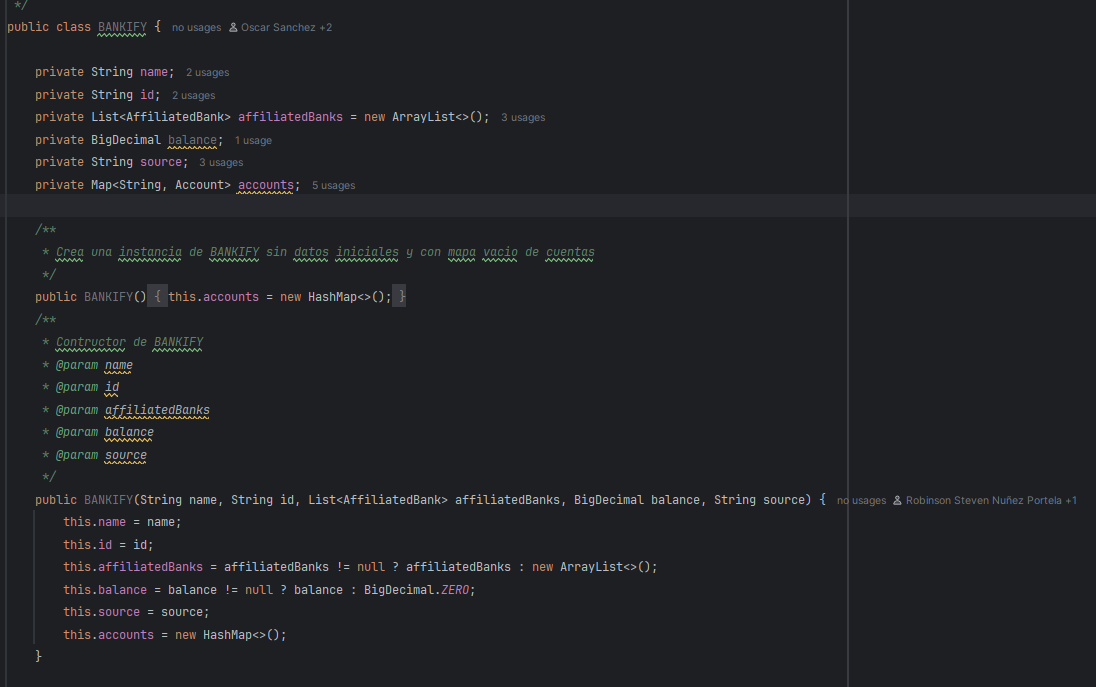 */
public class BANKIFY { no usages Oscar Sanchez +2
private String name; 2 usages
private String id; 2 usages
private List<AffiliatedBank> affiliatedBanks = new ArrayList<>(); 3 usages
private BigDecimal balance; 1 usage
private String source; 3 usages
private Map<String, Account> accounts; 5 usages
/**
* Crea una instancia de BANKIFY sin datos iniciales y con mapa vacio de cuentas
*/
public BANKIFY() { this.accounts = new HashMap<>(); }
/**
* Contructor de BANKIFY
* @param name
* @param id
* @param affiliatedBanks
* @param balance
* @param source
*/
public BANKIFY(String name, String id, List<AffiliatedBank> affiliatedBanks, BigDecimal balance, String source) { no usages Robinson Steven Nuñez Portela +1
this.name = name;
this.id = id;
this.affiliatedBanks = affiliatedBanks != null ? affiliatedBanks : new ArrayList<>();
this.balance = balance != null ? balance : BigDecimal.ZERO;
this.source = source;
this.accounts = new HashMap<>();
}